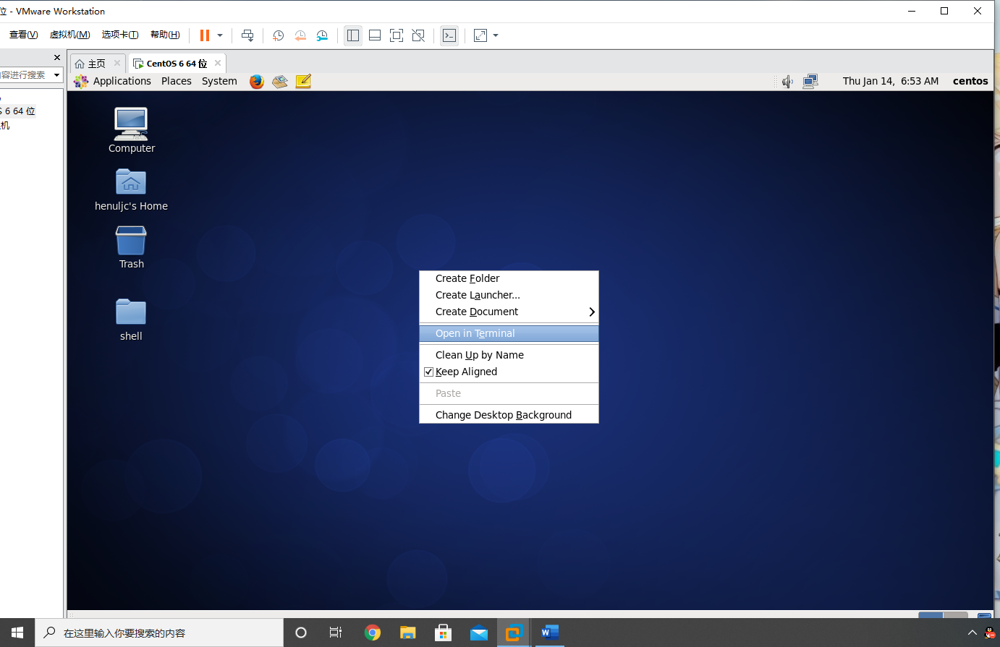 位 - VMware Workstation
查看(V) 虚拟机(M) 选项卡(T) 帮助(H)
容进行搜索
主页
CentOS 6 64 位
S 6 64 位
机
Applications Places System
Thu Jan 14, 6:53 AM centos
Computer
henuljc's Home
Trash
shell
Create Folder
Create Launcher...
Create Document
Open in Terminal
Clean Up by Name
Keep Aligned
Paste
Change Desktop Background
在这里输入你要搜索的内容